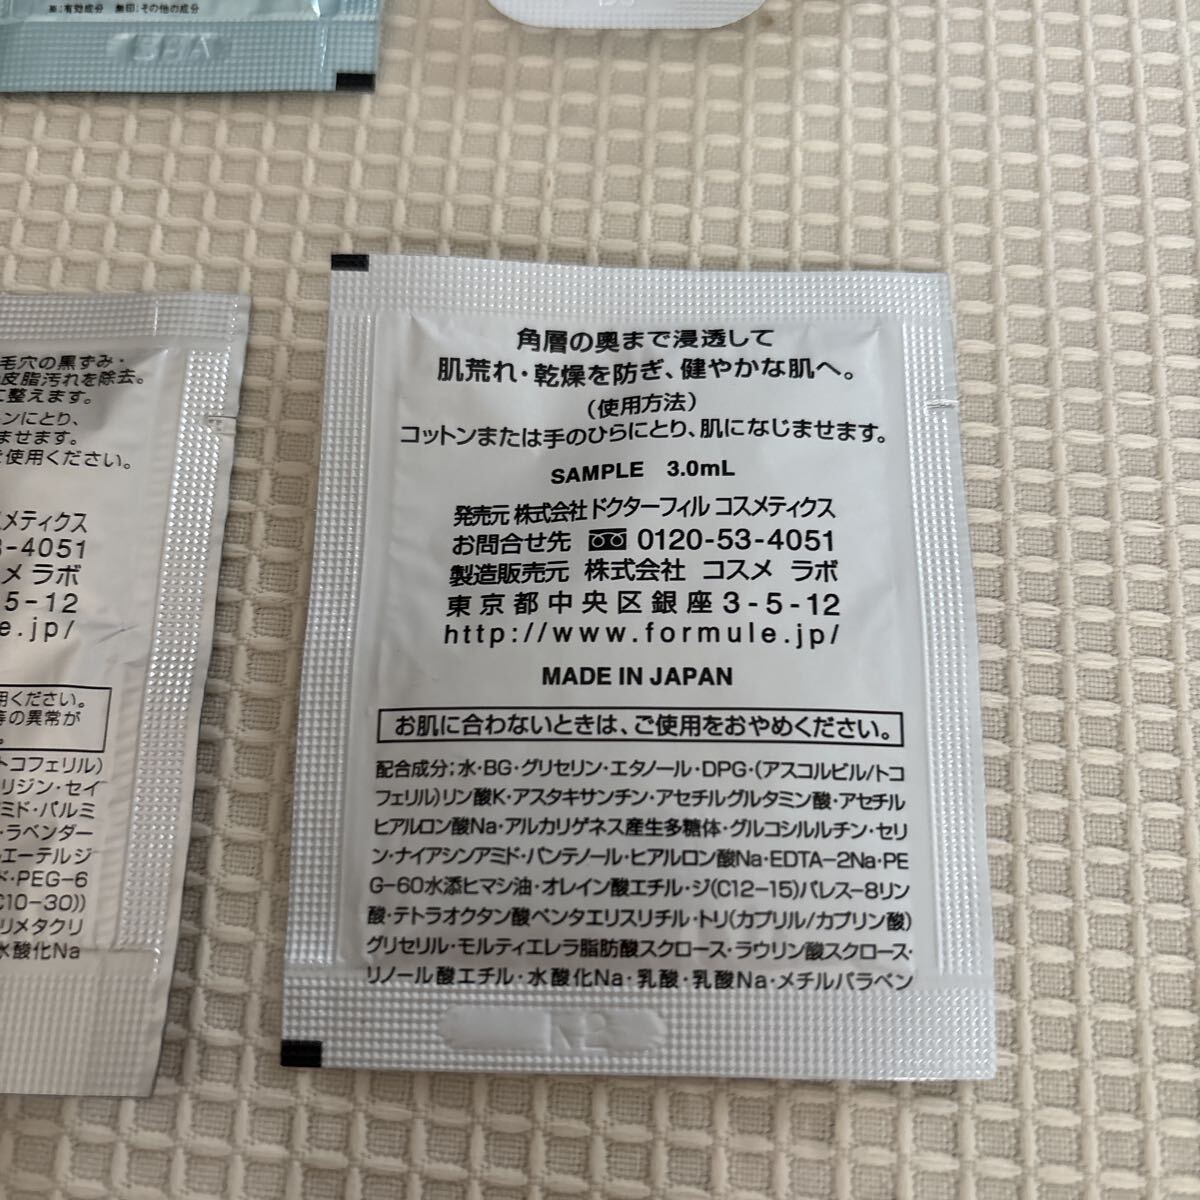 薬:有効成分 無印:その他の成分
毛穴の黒ずみ・
皮脂汚れを除去。
に整えます。
ンにとり、
ませます。
使用ください。
メティクス
3-4051
メ ラボ
5-12
e.jp/
用ください。
等の異常が
トコフェリル)
リジン・セイ
ミド・パルミ
・ラベンダー
エーテルジ
ド・PEG-6
C10-30))
リメタクリ
水酸化Na
角層の奥まで浸透して
肌荒れ・乾燥を防ぎ、健やかな肌へ。
(使用方法)
コットンまたは手のひらにとり、肌になじませます。
SAMPLE 3.0mL
発売元 株式会社ドクターフィル コスメティクス
お問合せ先 0120-53-4051
製造販売元 株式会社 コスメ ラボ
東京都中央区銀座3-5-12
http://www.formule.jp/
MADE IN JAPAN
お肌に合わないときは、ご使用をおやめください。
配合成分:水・BG・グリセリン・エタノール・DPG・(アスコルビル/トコ
フェリル)リン酸K・アスタキサンチン・アセチルグルタミン酸・アセチル
ヒアルロン酸Na・アルカリゲネス産生多糖体・グルコシルルチン・セリ
ン・ナイアシンアミド・パンテノール・ヒアルロン酸Na・EDTA-2Na・PE
G-60水添ヒマシ油・オレイン酸エチル・ジ(C12-15)パレス-8リン
酸・テトラオクタン酸ペンタエリスリチル・トリ(カプリル/カプリン酸)
グリセリル・モルティエレラ脂肪酸スクロース・ラウリン酸スクロース・
リノール酸エチル・水酸化Na・乳酸・乳酸Na・メチルパラベン